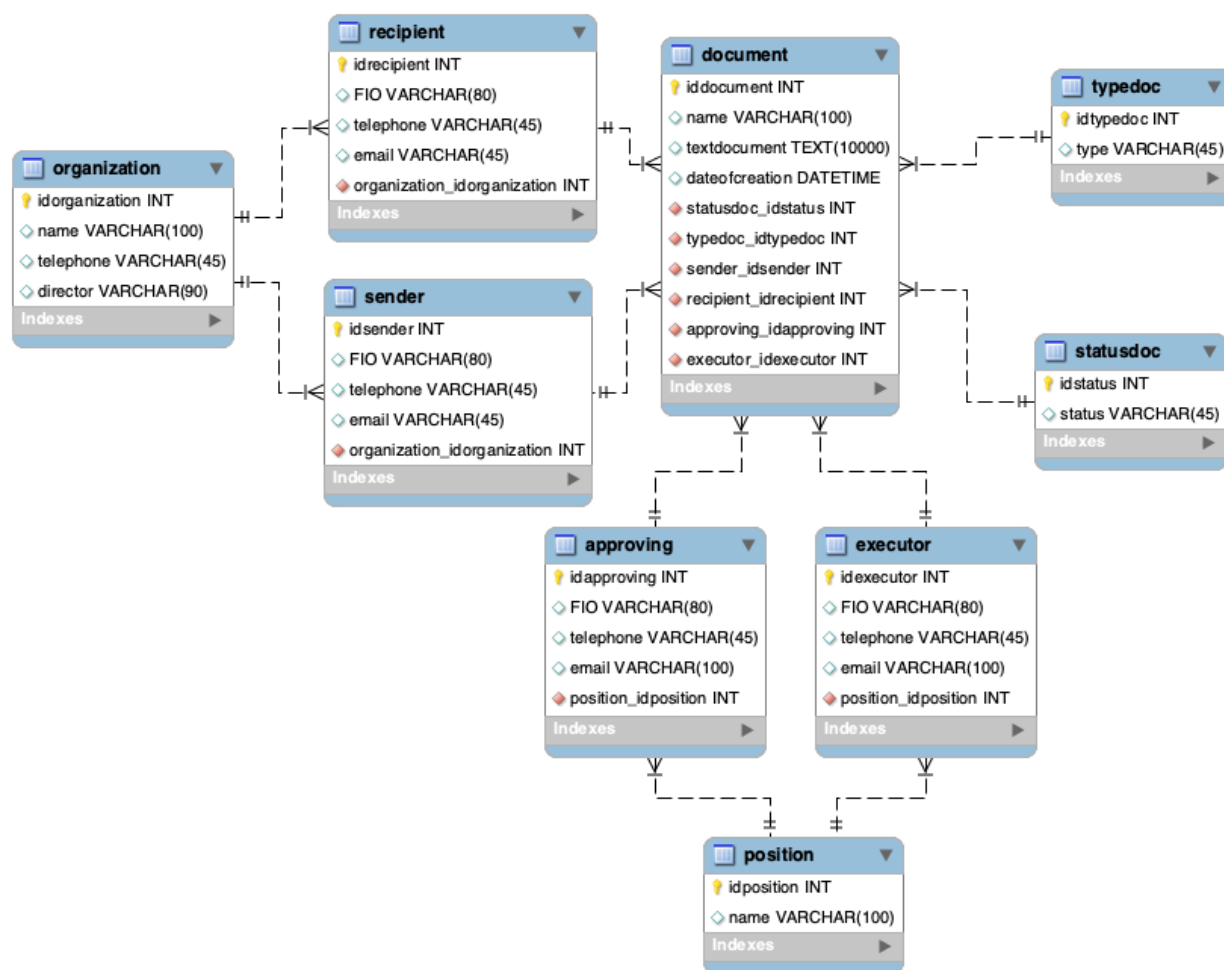 recipient
idrecipient INT
FIO VARCHAR(80)
telephone VARCHAR(45)
email VARCHAR(45)
organization_idorganization INT
Indexes
document
iddocument INT
name VARCHAR(100)
textdocument TEXT(10000)
dateofcreation DATETIME
statusdoc_idstatus INT
typedoc_idtypedoc INT
sender_idsender INT
recipient_idrecipient INT
approving_idapproving INT
executor_idexecutor INT
Indexes
typedoc
idtypedoc INT
type VARCHAR(45)
Indexes
organization
idorganization INT
name VARCHAR(100)
telephone VARCHAR(45)
director VARCHAR(90)
Indexes
sender
idsender INT
FIO VARCHAR(80)
telephone VARCHAR(45)
email VARCHAR(45)
organization_idorganization INT
Indexes
statusdoc
idstatus INT
status VARCHAR(45)
Indexes
approving
idapproving INT
FIO VARCHAR(80)
telephone VARCHAR(45)
email VARCHAR(100)
position_idposition INT
Indexes
executor
idexecutor INT
FIO VARCHAR(80)
telephone VARCHAR(45)
email VARCHAR(100)
position_idposition INT
Indexes
position
idposition INT
name VARCHAR(100)
Indexes